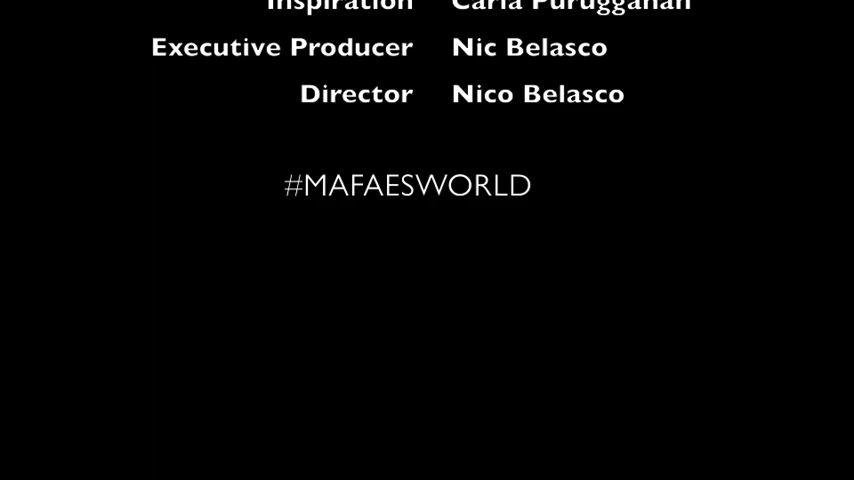 Inspiration Carla Purugganan
Executive Producer Nic Belasco
Director Nico Belasco
#MAFAESWORLD